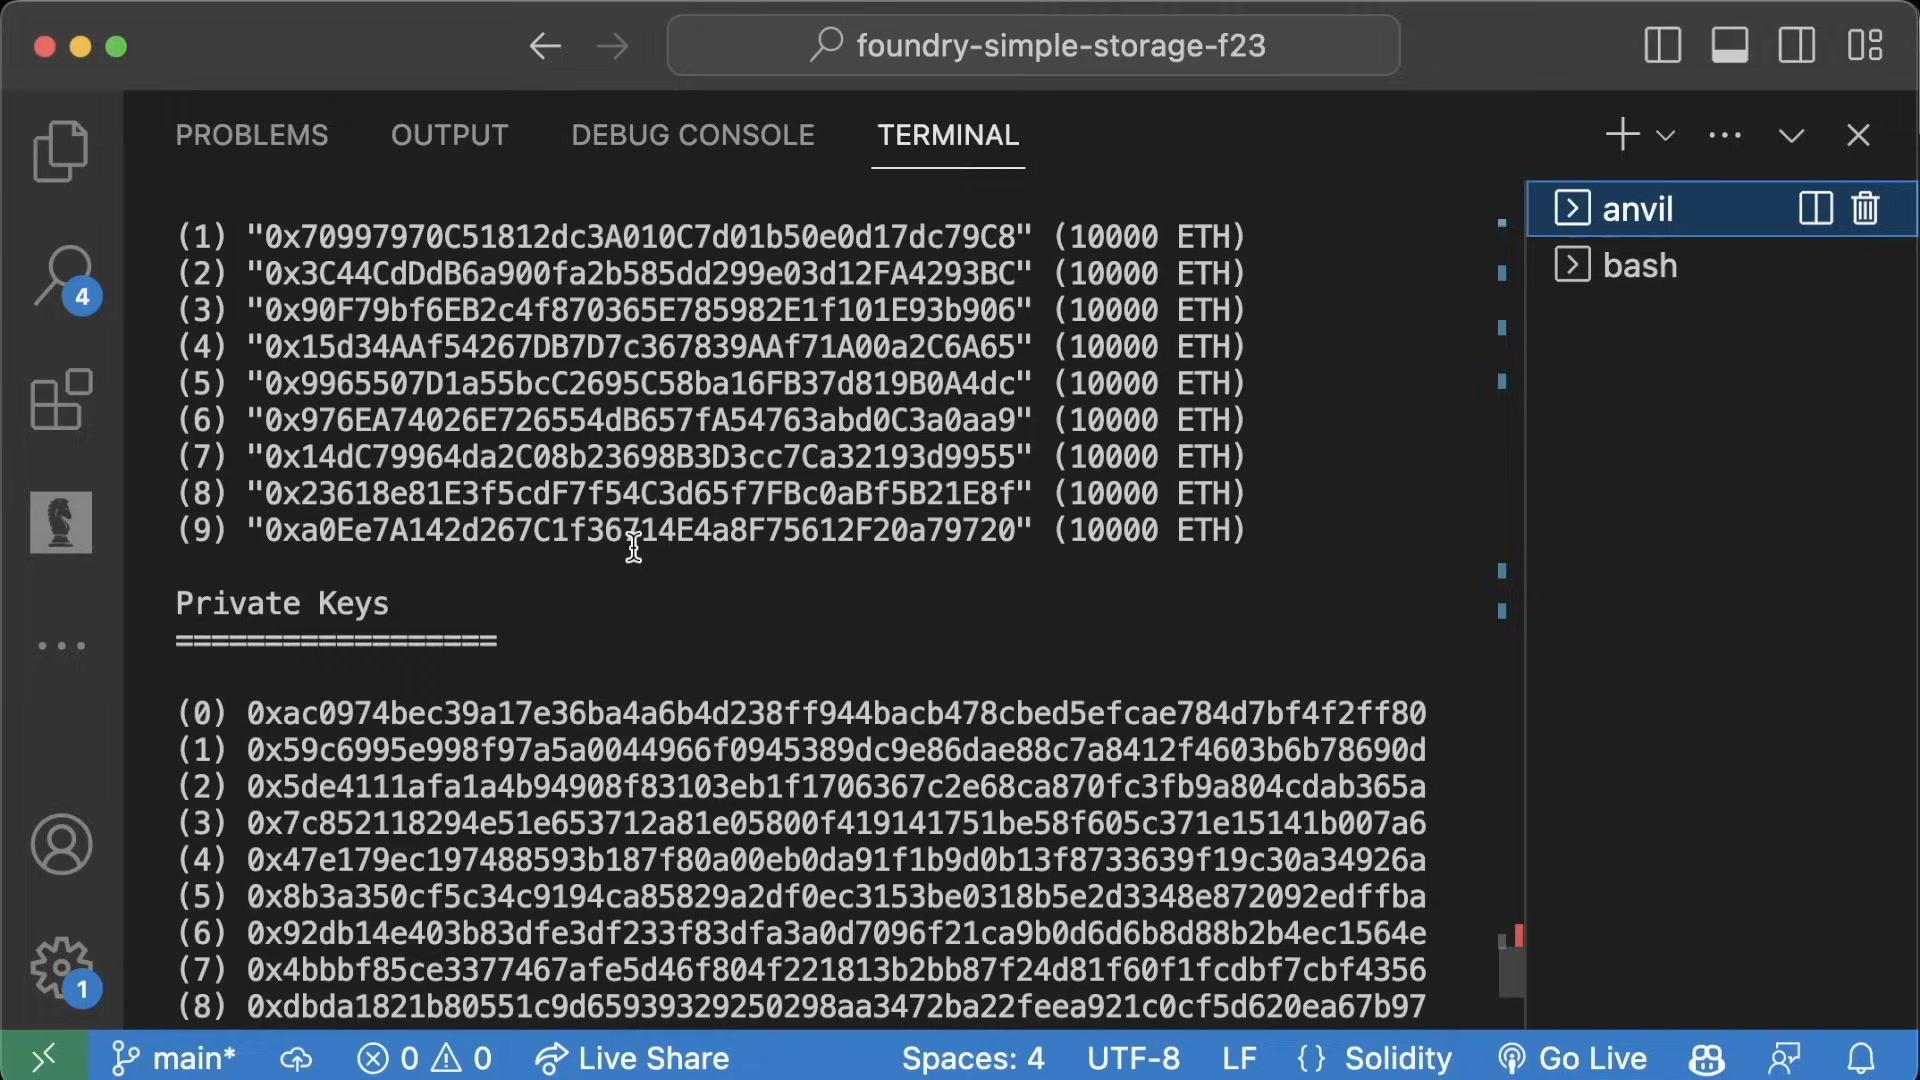 foundry-simple-storage-f23
PROBLEMS OUTPUT DEBUG CONSOLE TERMINAL
(1) "0x70997970C51812dc3A010C7d01b50e0d17dc79C8" (10000 ETH)
(2) "0x3C44CdDdB6a900fa2b585dd299e03d12FA4293BC" (10000 ETH)
(3) "0x90F79bf6EB2c4f870365E785982E1f101E93b906" (10000 ETH)
(4) "0x15d34AAf54267DB7D7c367839AAf71A00a2C6A65" (10000 ETH)
(5) "0x9965507D1a55bcC2695C58ba16FB37d819B0A4dc" (10000 ETH)
(6) "0x976EA74026E726554dB657fA54763abd0C3a0aa9" (10000 ETH)
(7) "0x14dC79964da2C08b23698B3D3cc7Ca32193d9955" (10000 ETH)
(8) "0x23618e81E3f5cdF7f54C3d65f7FBc0aBf5B21E8f" (10000 ETH)
(9) "0xa0Ee7A142d267C1f36714E4a8F75612F20a79720" (10000 ETH)
Private Keys
==================
(0) 0xac0974bec39a17e36ba4a6b4d238ff944bacb478cbed5efcae784d7bf4f2ff80
(1) 0x59c6995e998f97a5a0044966f0945389dc9e86dae88c7a8412f4603b6b78690d
(2) 0x5de4111afa1a4b94908f83103eb1f1706367c2e68ca870fc3fb9a804cdab365a
(3) 0x7c852118294e51e653712a81e05800f419141751be58f605c371e15141b007a6
(4) 0x47e179ec197488593b187f80a00eb0da91f1b9d0b13f8733639f19c30a34926a
(5) 0x8b3a350cf5c34c9194ca85829a2df0ec3153be0318b5e2d3348e872092edffba
(6) 0x92db14e403b83dfe3df233f83dfa3a0d7096f21ca9b0d6d6b8d88b2b4ec1564e
(7) 0x4bbbf85ce3377467afe5d46f804f221813b2bb87f24d81f60f1fcdbf7cbf4356
(8) 0xdbda1821b80551c9d65939329250298aa3472ba22feea921c0cf5d620ea67b97
anvil
bash
4
1
main* 0 0 Live Share Spaces: 4 UTF-8 LF {} Solidity Go Live